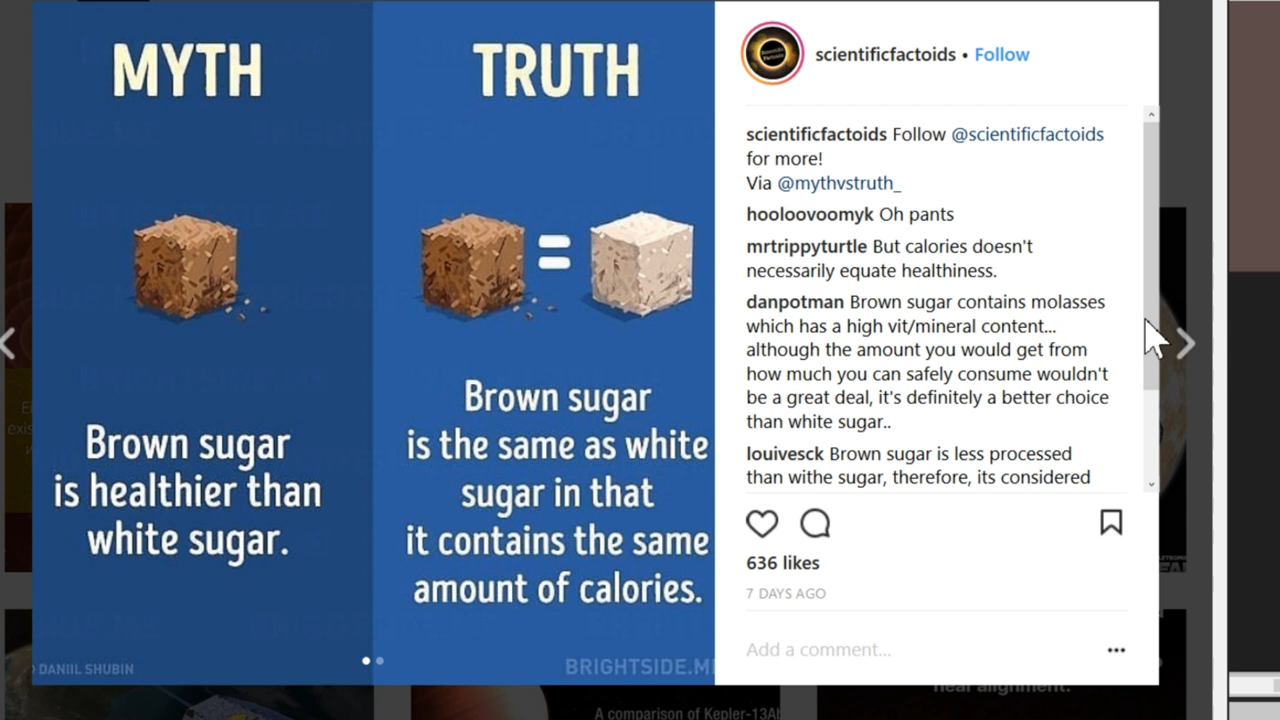 MYTH
TRUTH
Brown sugar
is healthier than
white sugar.
=
Brown sugar
is the same as white
sugar in that
it contains the same
amount of calories.
DANIIL SHUBIN
BRIGHTSIDE.M
scientificfactoids • Follow
scientificfactoids Follow @scientificfactoids
for more!
Via @mythvstruth_
hooloovoomyk Oh pants
mrtrippyturtle But calories doesn't
necessarily equate healthiness.
danpotman Brown sugar contains molasses
which has a high vit/mineral content...
although the amount you would get from
how much you can safely consume wouldn't
be a great deal, it's definitely a better choice
than white sugar..
louivesck Brown sugar is less processed
than withe sugar, therefore, its considered
636 likes
7 DAYS AGO
Add a comment...
A comparison of Kepler-13Ab
near alignment.